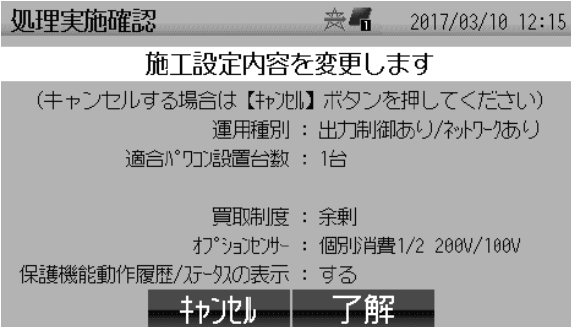 処理実施確認 1 2017/03/10 12:15
施工設定内容を変更します
(キャンセルする場合は【ｷｬﾝｾﾙ】ボタンを押してください)
運用種別 : 出力制御あり/ﾈｯﾄﾜｰｸあり
適合ﾊﾟﾜｺﾝ設置台数 : 1台
買取制度 : 余剰
ｵﾌﾟｼｮﾝｾﾝｻｰ : 個別消費1/2 200V/100V
保護機能動作履歴/ｽﾃｰﾀｽの表示 : する
ｷｬﾝｾﾙ 了解